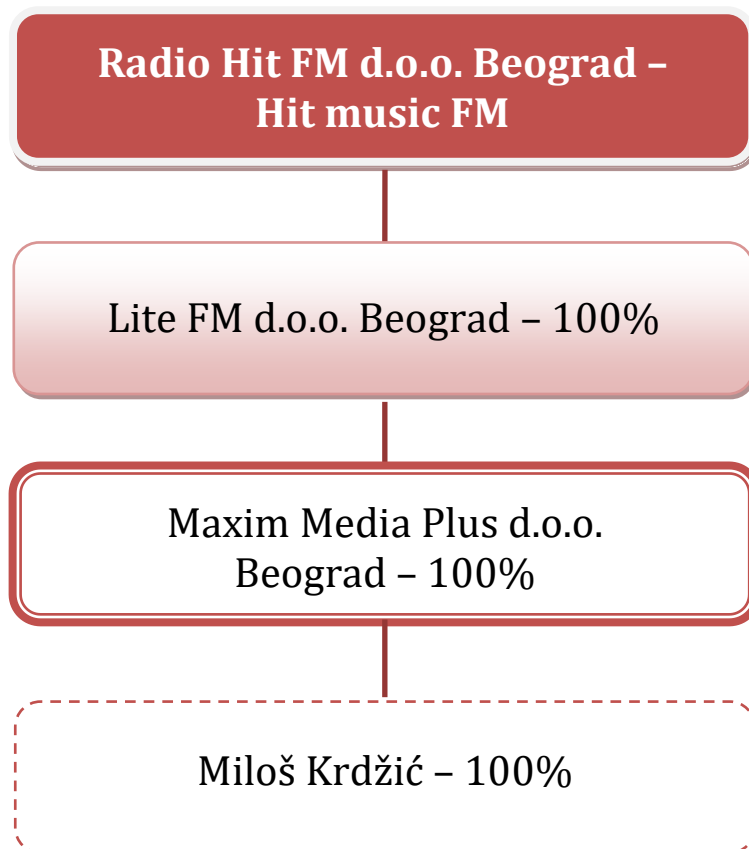 Radio Hit FM d.o.o. Beograd –
Hit music FM
Lite FM d.o.o. Beograd – 100%
Maxim Media Plus d.o.o.
Beograd – 100%
Miloš Krdžić – 100%